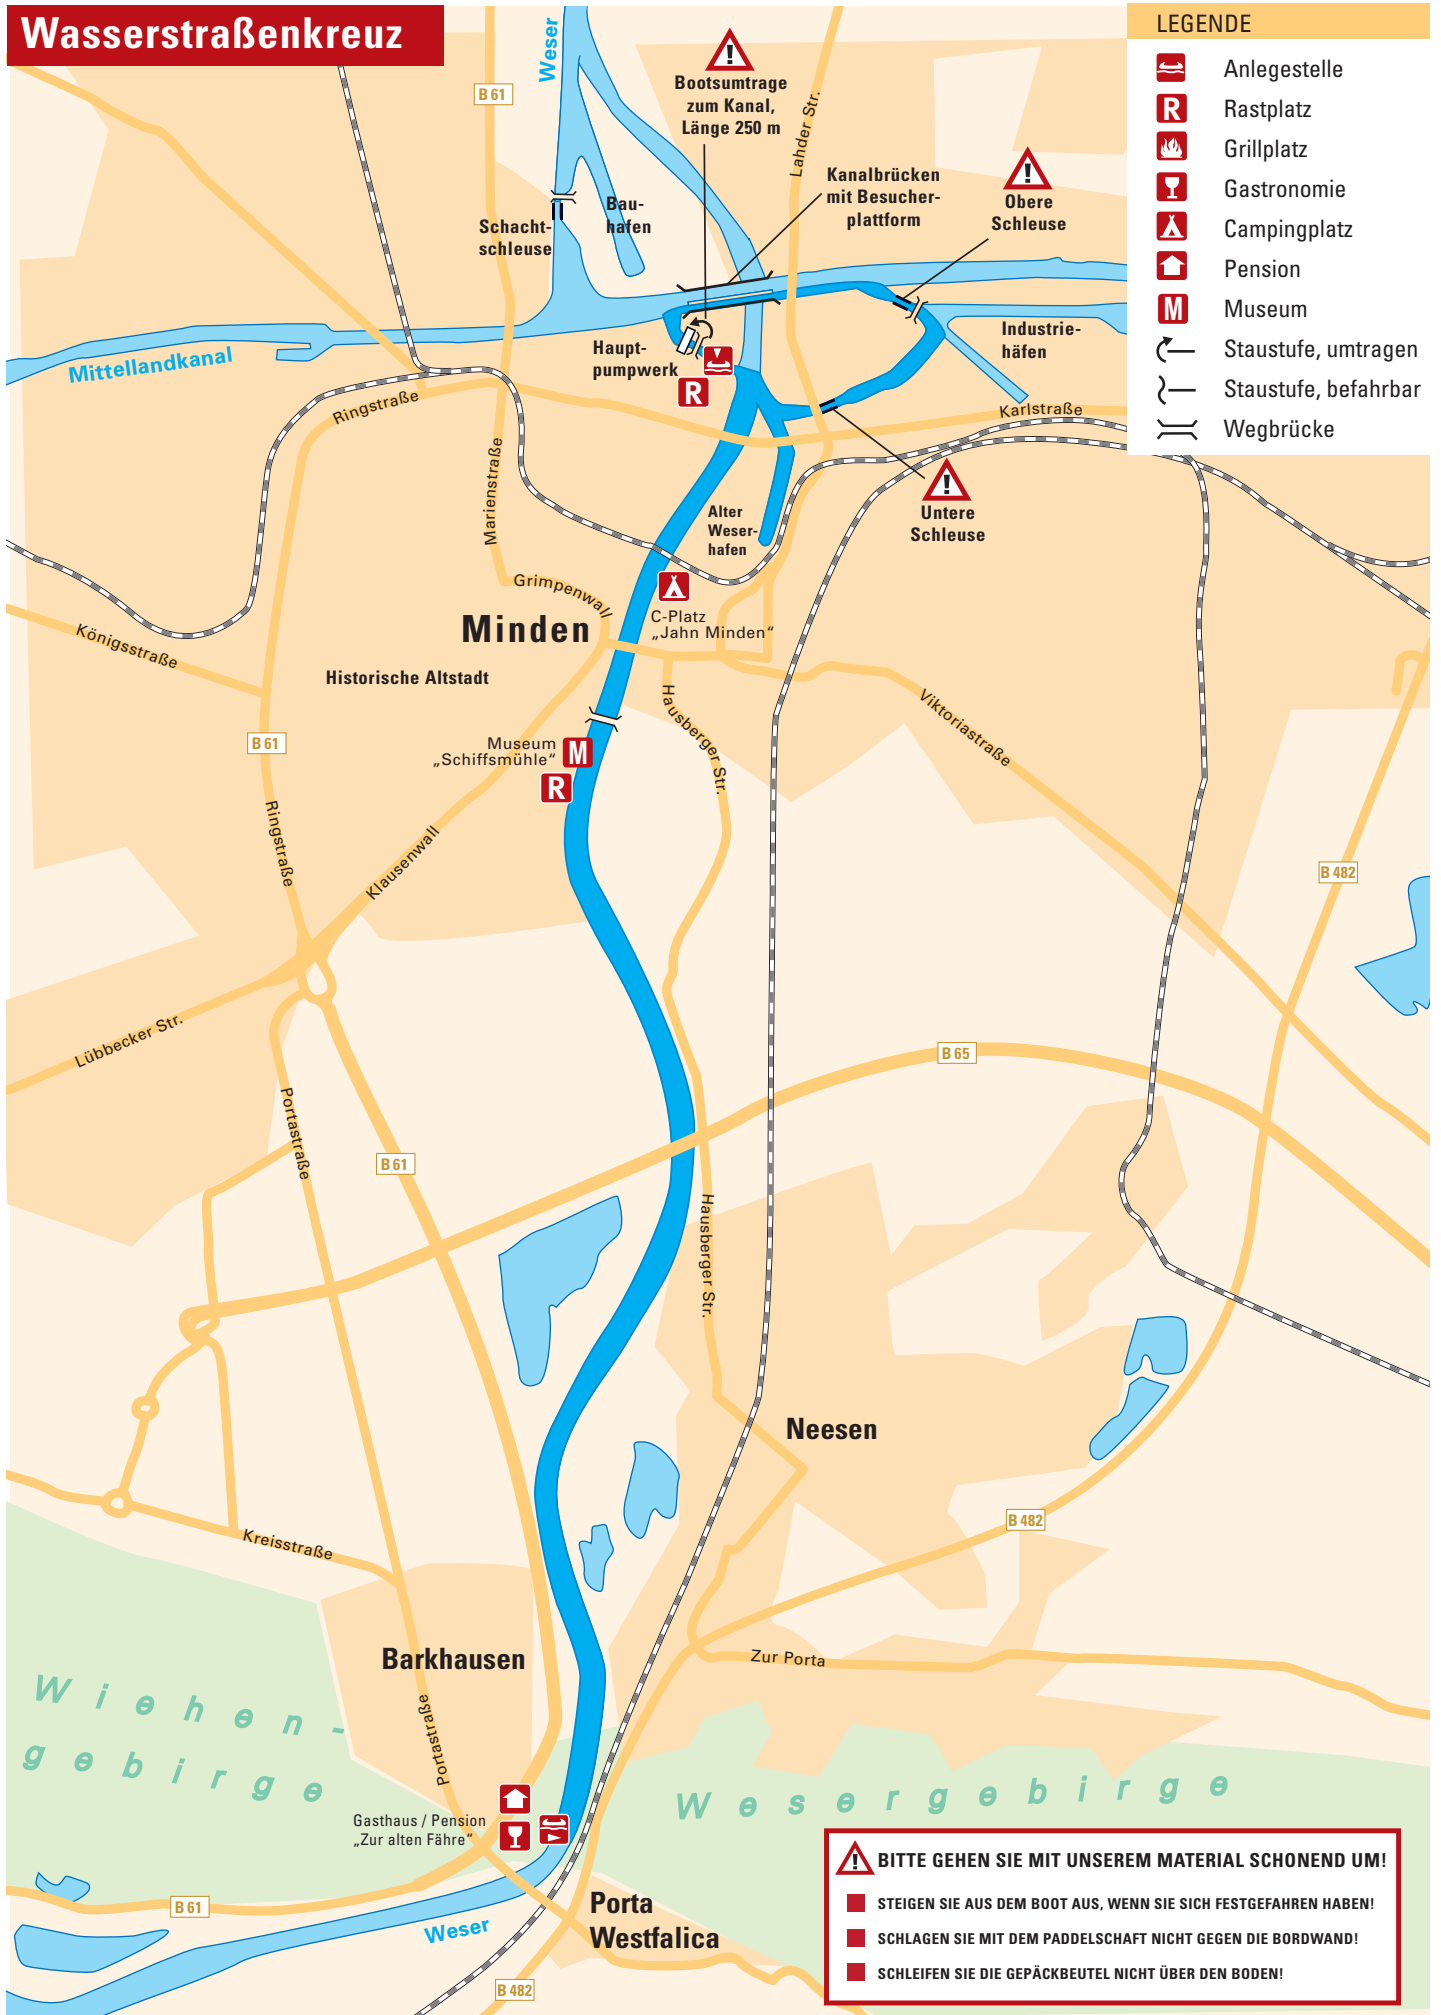 Wasserstraßenkreuz
LEGENDE
Anlegestelle
R
Rastplatz
Grillplatz
Gastronomie
Campingplatz
Pension
M
Museum
Staustufe, umtragen
Staustufe, befahrbar
Wegbrücke
Weser
B 61
!
Bootsumtrage
zum Kanal,
Länge 250 m
Lahder Str.
Kanalbrücken
mit Besucher-
plattform
!
Obere
Schleuse
Schacht-
schleuse
Bau-
hafen
Mittellandkanal
Haupt-
pumpwerk
R
Industrie-
häfen
Ringstraße
Karlstraße
Marienstraße
!
Untere
Schleuse
Alter
Weser-
hafen
Grimpenwall
Minden
C-Platz
„Jahn Minden“
Königsstraße
Historische Altstadt
Hausberger Str.
Viktoriastraße
B 61
Museum
„Schiffsmühle“
M
R
Ringstraße
Klausenwall
B 482
Lübbecker Str.
B 65
Portastraße
B 61
Hausberger Str.
Neesen
B 482
Kreisstraße
Barkhausen
Zur Porta
Wiehen-
gebirge
Portastraße
Wesergebirge
Gasthaus / Pension
„Zur alten Fähre“
B 61
Weser
Porta
Westfalica
B 482
! BITTE GEHEN SIE MIT UNSEREM MATERIAL SCHONEND UM!
STEIGEN SIE AUS DEM BOOT AUS, WENN SIE SICH FESTGEFAHREN HABEN!
SCHLAGEN SIE MIT DEM PADDELSCHAFT NICHT GEGEN DIE BORDWAND!
SCHLEIFEN SIE DIE GEPÄCKBEUTEL NICHT ÜBER DEN BODEN!